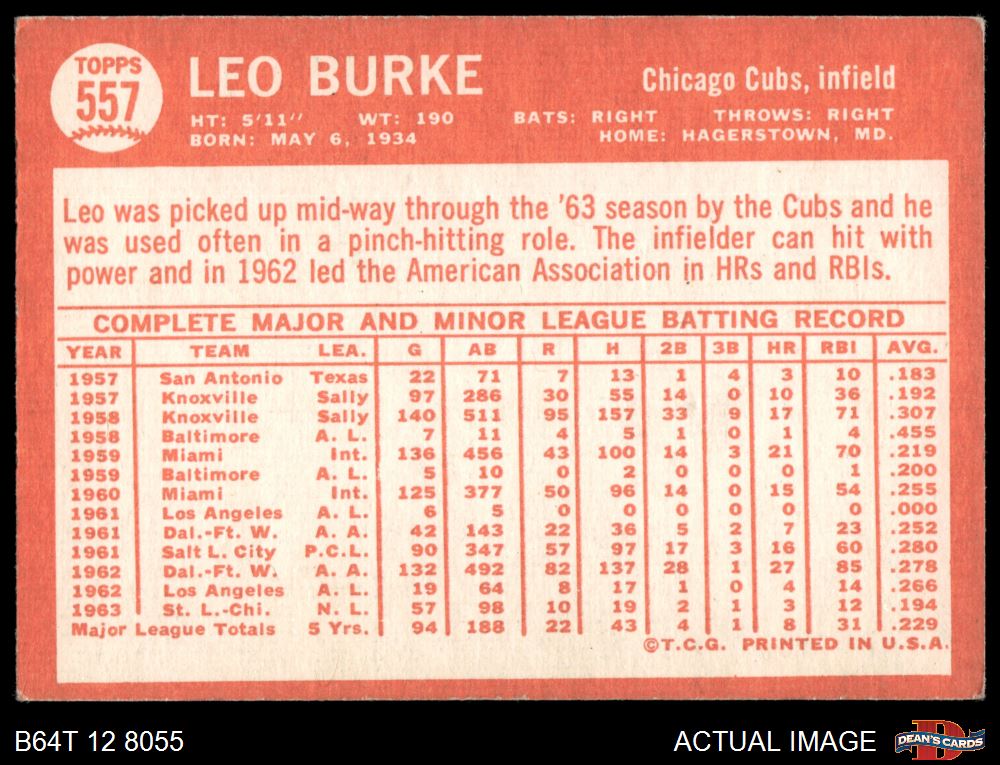 TOPPS
557
LEO BURKE
Chicago Cubs, infield
HT: 5'11" WT: 190 BATS: RIGHT THROWS: RIGHT
BORN: MAY 6, 1934 HOME: HAGERSTOWN, MD.
Leo was picked up mid-way through the '63 season by the Cubs and he
was used often in a pinch-hitting role. The infielder can hit with
power and in 1962 led the American Association in HRs and RBIs.
COMPLETE MAJOR AND MINOR LEAGUE BATTING RECORD
YEAR TEAM LEA. G AB R H 2B 3B HR RBI AVG.
1957 San Antonio Texas 22 71 7 13 1 4 3 10 .183
1957 Knoxville Sally 97 286 30 55 14 0 10 36 .192
1958 Knoxville Sally 140 511 95 157 33 9 17 71 .307
1958 Baltimore A. L. 7 11 4 5 1 0 1 4 .455
1959 Miami Int. 136 456 43 100 14 3 21 70 .219
1959 Baltimore A. L. 5 10 0 2 0 0 0 1 .200
1960 Miami Int. 125 377 50 96 14 0 15 54 .255
1961 Los Angeles A. L. 6 5 0 0 0 0 0 0 .000
1961 Dal.-Ft. W. A. A. 42 143 22 36 5 2 7 23 .252
1961 Salt L. City P.C.L. 90 347 57 97 17 3 16 60 .280
1962 Dal.-Ft. W. A. A. 132 492 82 137 28 1 27 85 .278
1962 Los Angeles A. L. 19 64 8 17 1 0 4 14 .266
1963 St. L.-Chi. N. L. 57 98 10 19 2 1 3 12 .194
Major League Totals 5 Yrs. 94 188 22 43 4 1 8 31 .229
©T.C.G. PRINTED IN U.S.A.
B64T 12 8055
ACTUAL IMAGE
D
DEAN'S CARDS